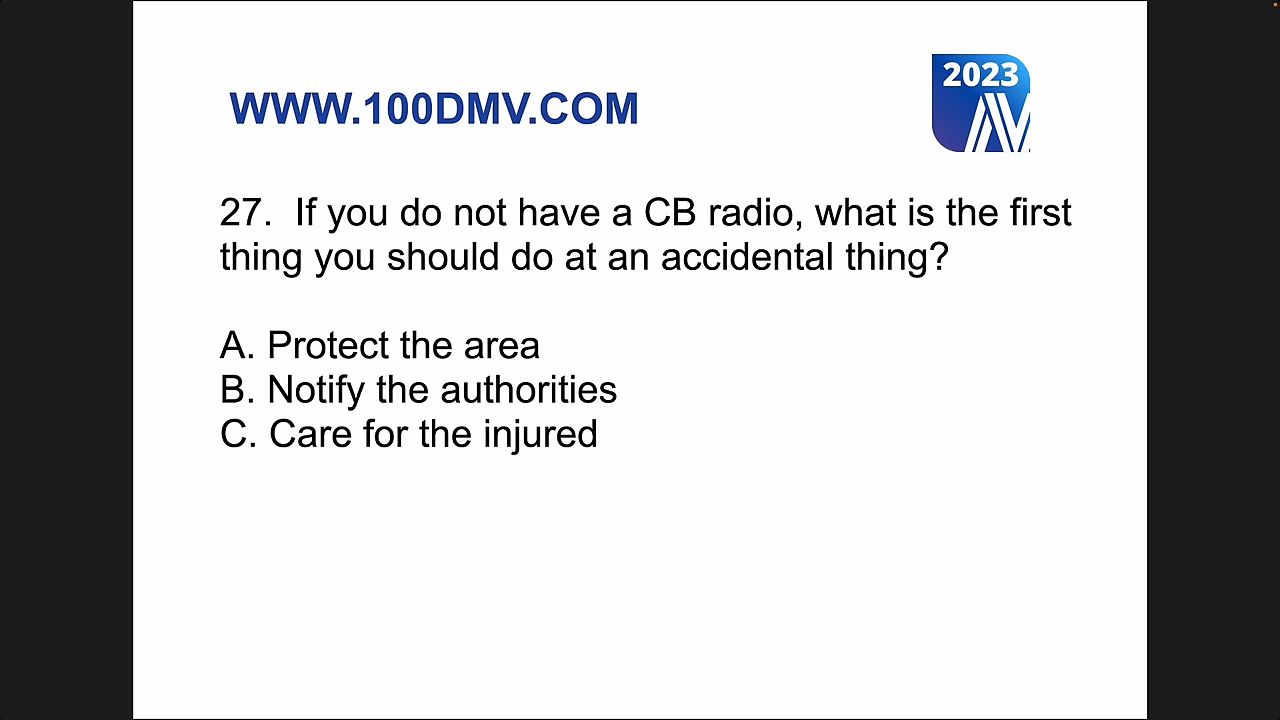 WWW.100DMV.COM
2023
27.  If you do not have a CB radio, what is the first
thing you should do at an accidental thing?
A. Protect the area
B. Notify the authorities
C. Care for the injured